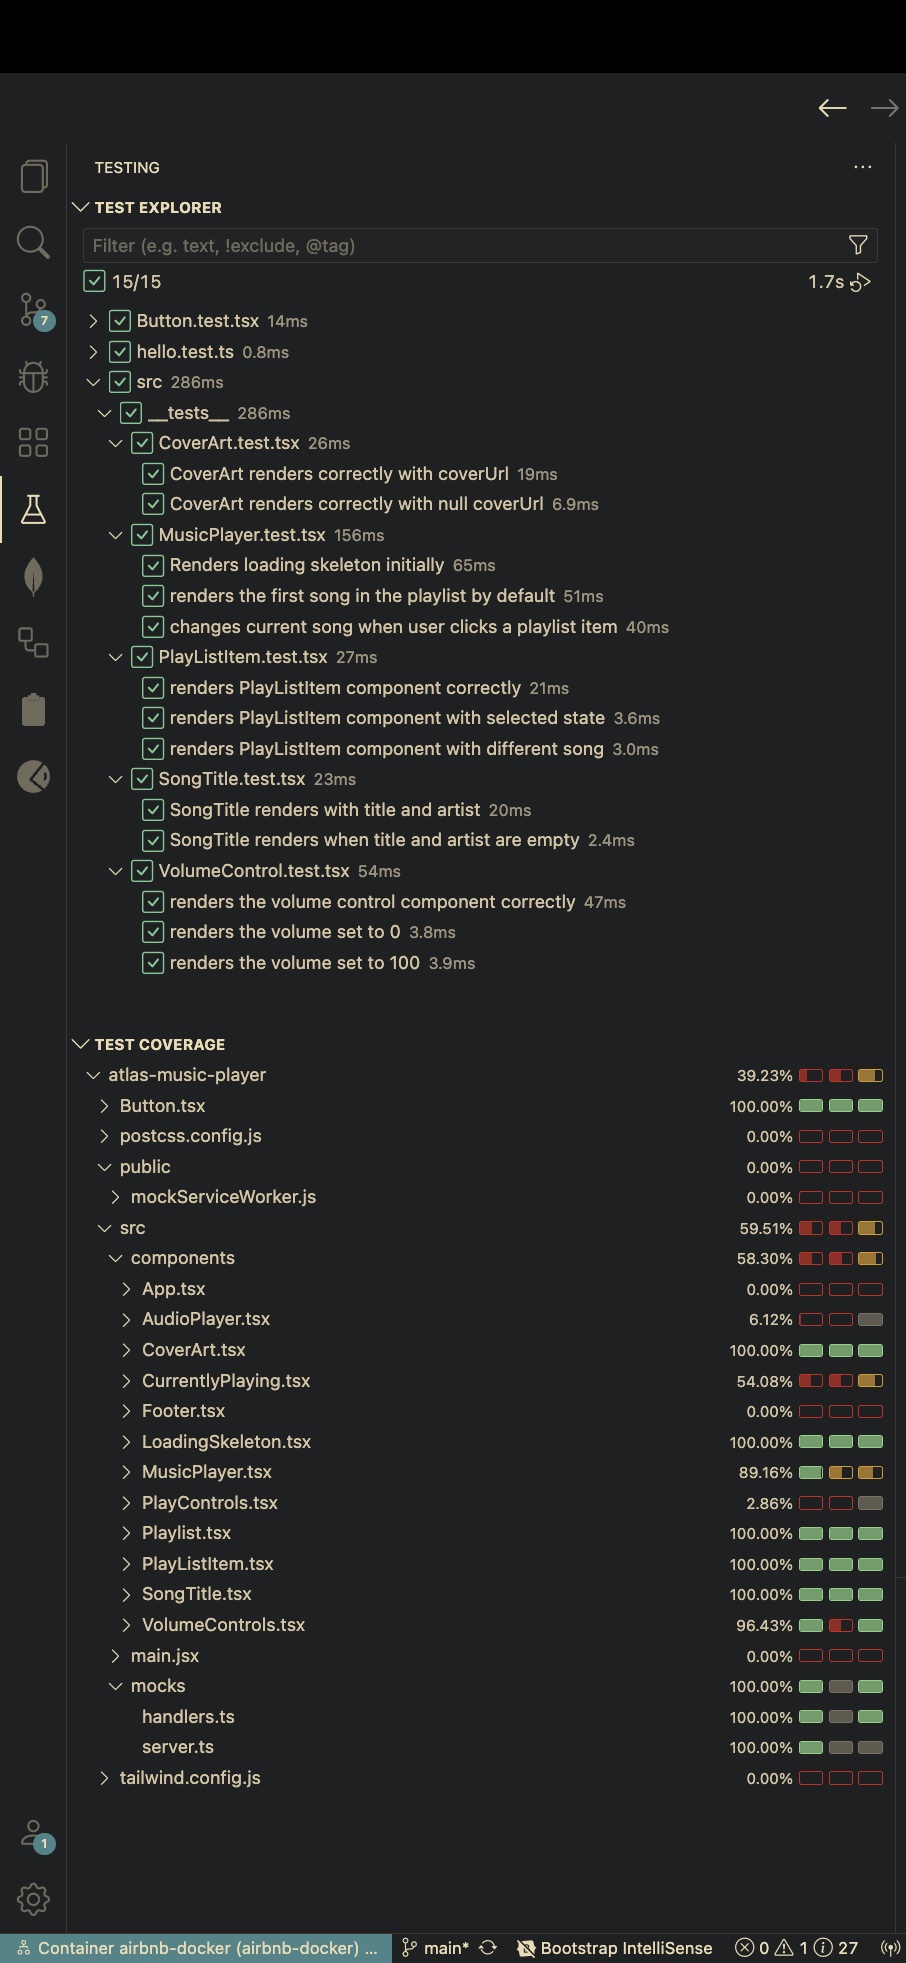 TESTING
TEST EXPLORER
Filter (e.g. text, !exclude, @tag)
15/15 1.7s
Button.test.tsx 14ms
hello.test.ts 0.8ms
7
src 286ms
__tests__ 286ms
CoverArt.test.tsx 26ms
CoverArt renders correctly with coverUrl 19ms
CoverArt renders correctly with null coverUrl 6.9ms
MusicPlayer.test.tsx 156ms
Renders loading skeleton initially 65ms
renders the first song in the playlist by default 51ms
changes current song when user clicks a playlist item 40ms
PlayListItem.test.tsx 27ms
renders PlayListItem component correctly 21ms
renders PlayListItem component with selected state 3.6ms
renders PlayListItem component with different song 3.0ms
SongTitle.test.tsx 23ms
SongTitle renders with title and artist 20ms
SongTitle renders when title and artist are empty 2.4ms
VolumeControl.test.tsx 54ms
renders the volume control component correctly 47ms
renders the volume set to 0 3.8ms
renders the volume set to 100 3.9ms
TEST COVERAGE
atlas-music-player 39.23%
Button.tsx 100.00%
postcss.config.js 0.00%
public 0.00%
mockServiceWorker.js 0.00%
src 59.51%
components 58.30%
App.tsx 0.00%
AudioPlayer.tsx 6.12%
CoverArt.tsx 100.00%
CurrentlyPlaying.tsx 54.08%
Footer.tsx 0.00%
LoadingSkeleton.tsx 100.00%
MusicPlayer.tsx 89.16%
PlayControls.tsx 2.86%
Playlist.tsx 100.00%
PlayListItem.tsx 100.00%
SongTitle.tsx 100.00%
VolumeControls.tsx 96.43%
main.jsx 0.00%
mocks 100.00%
handlers.ts 100.00%
server.ts 100.00%
tailwind.config.js 0.00%
1
Container airbnb-docker (airbnb-docker) ... main* Bootstrap IntelliSense 0 1 27